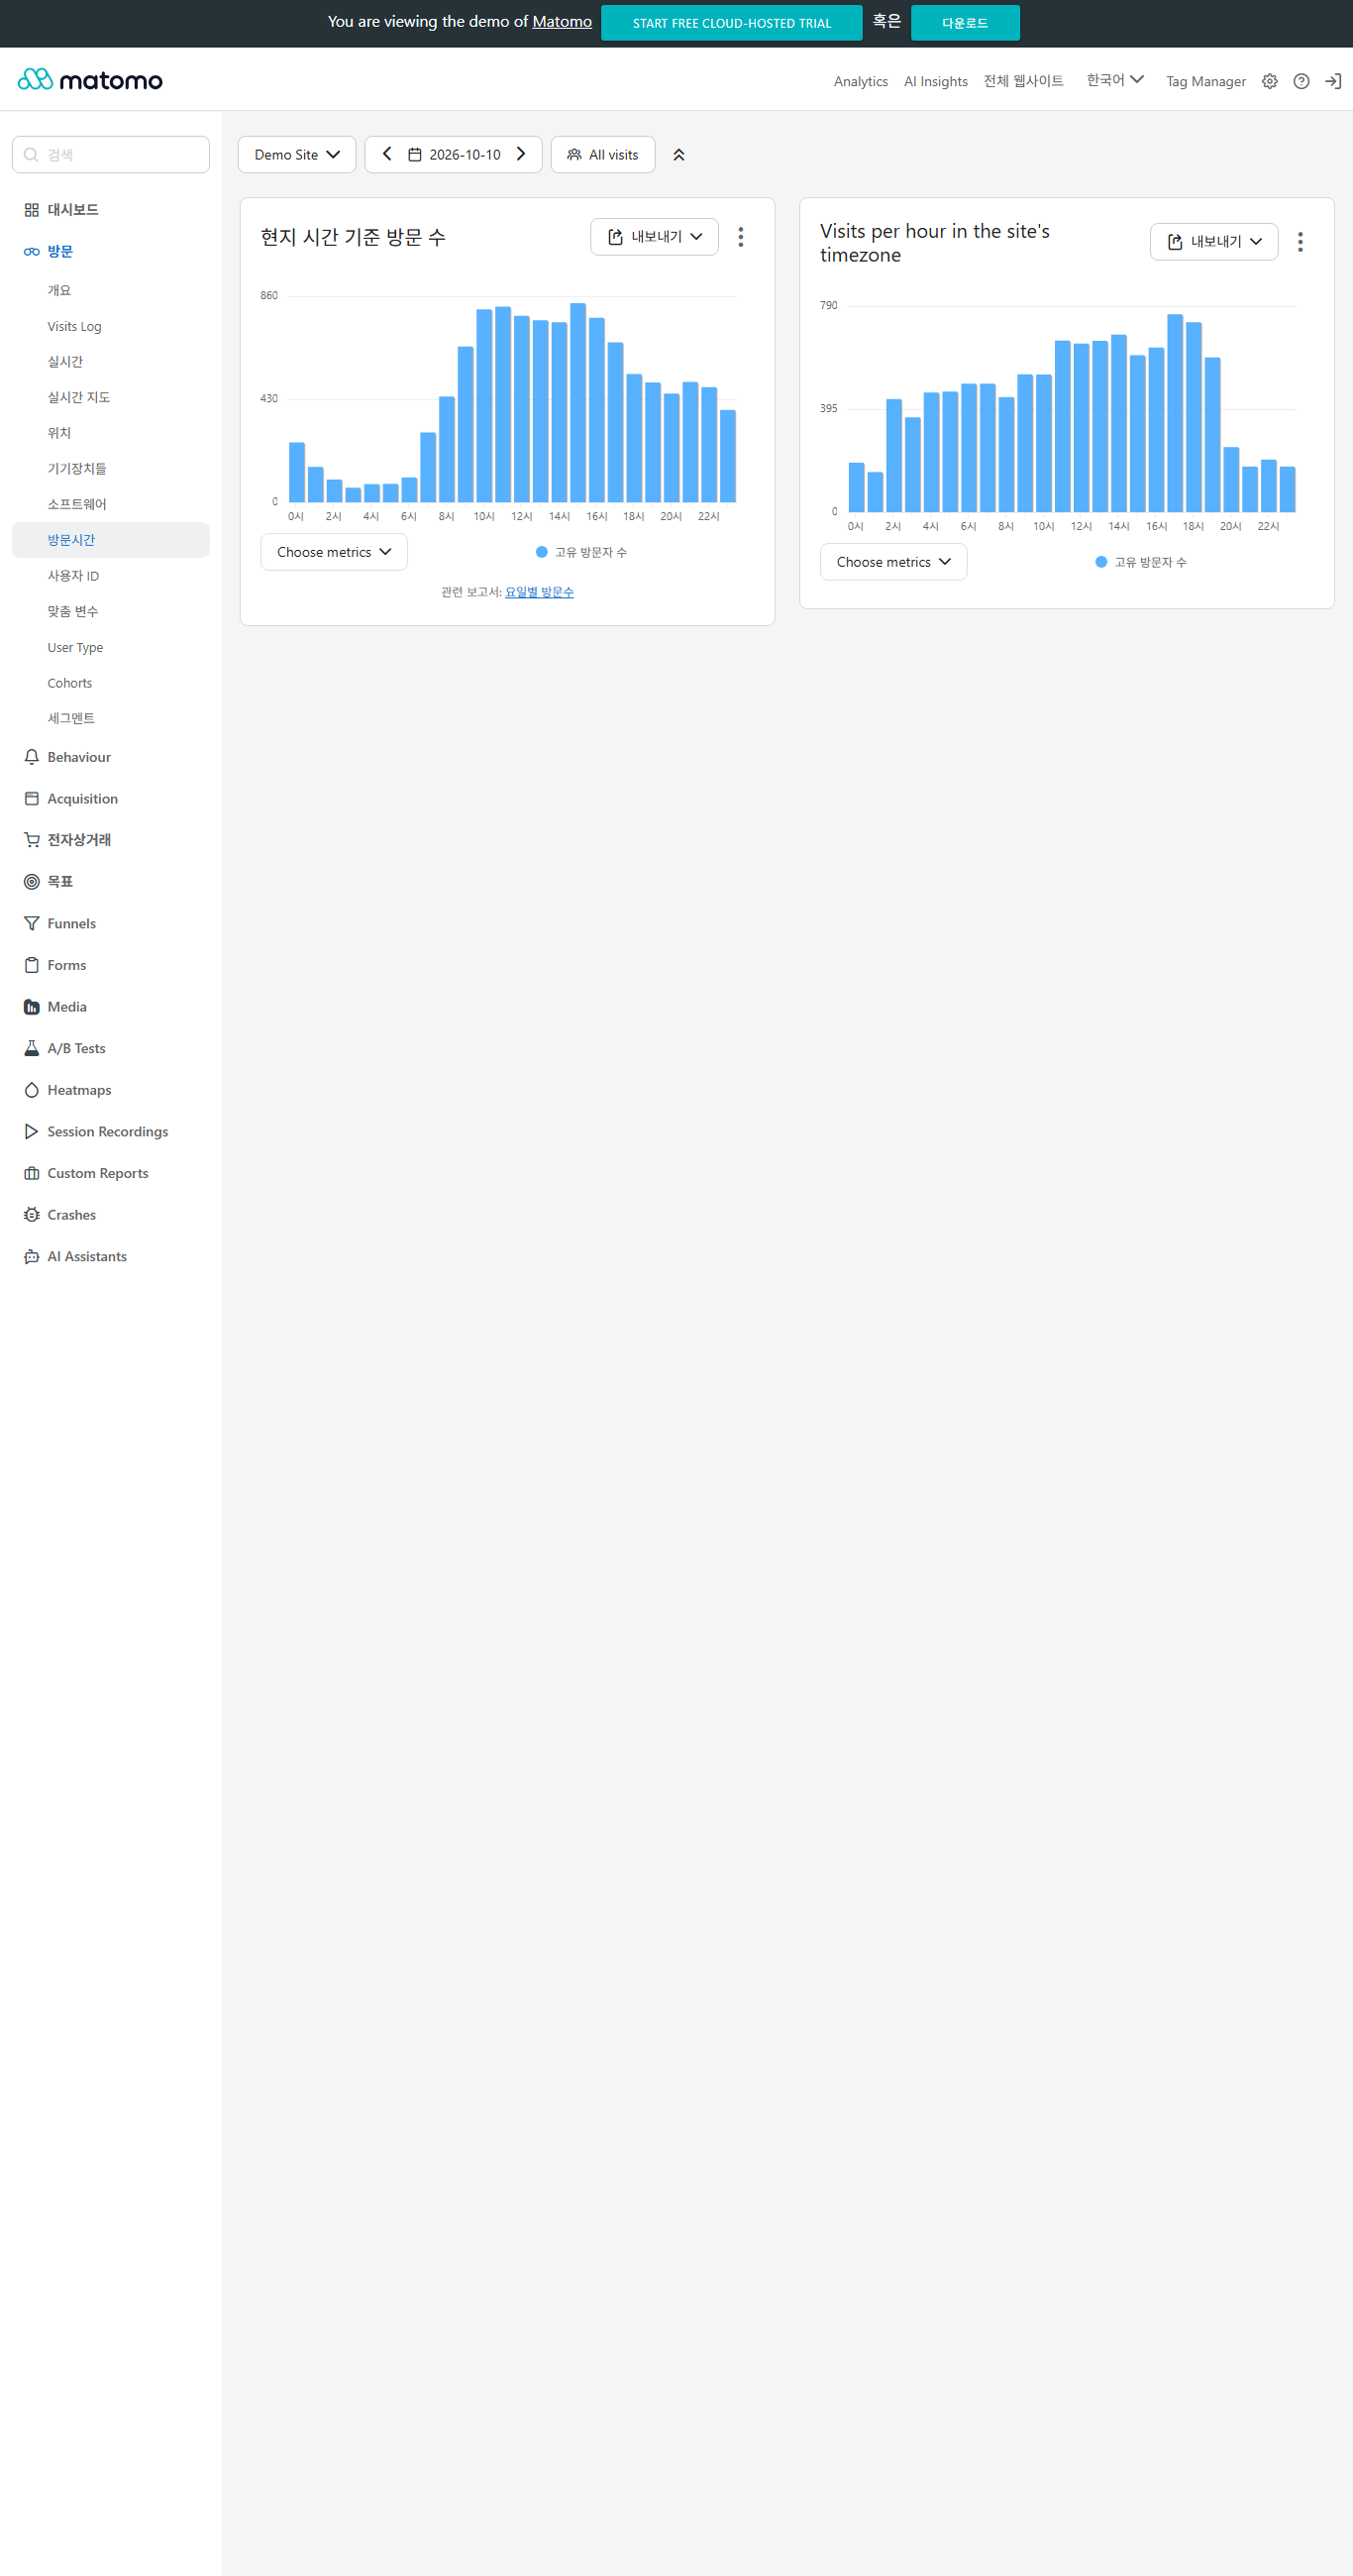 You are viewing the demo of Matomo START FREE CLOUD-HOSTED TRIAL 혹은 다운로드
matomo
Analytics AI Insights 전체 웹사이트 한국어 Tag Manager
검색
대시보드
방문
개요
Visits Log
실시간
실시간 지도
위치
기기장치들
소프트웨어
방문시간
사용자 ID
맞춤 변수
User Type
Cohorts
세그멘트
Behaviour
Acquisition
전자상거래
목표
Funnels
Forms
Media
A/B Tests
Heatmaps
Session Recordings
Custom Reports
Crashes
AI Assistants
Demo Site 2026-10-10 All visits
현지 시간 기준 방문 수 내보내기
860
430
0
0시 2시 4시 6시 8시 10시 12시 14시 16시 18시 20시 22시
Choose metrics 고유 방문자 수
관련 보고서: 요일별 방문수
Visits per hour in the site's
timezone
내보내기
790
395
0
0시 2시 4시 6시 8시 10시 12시 14시 16시 18시 20시 22시
Choose metrics 고유 방문자 수